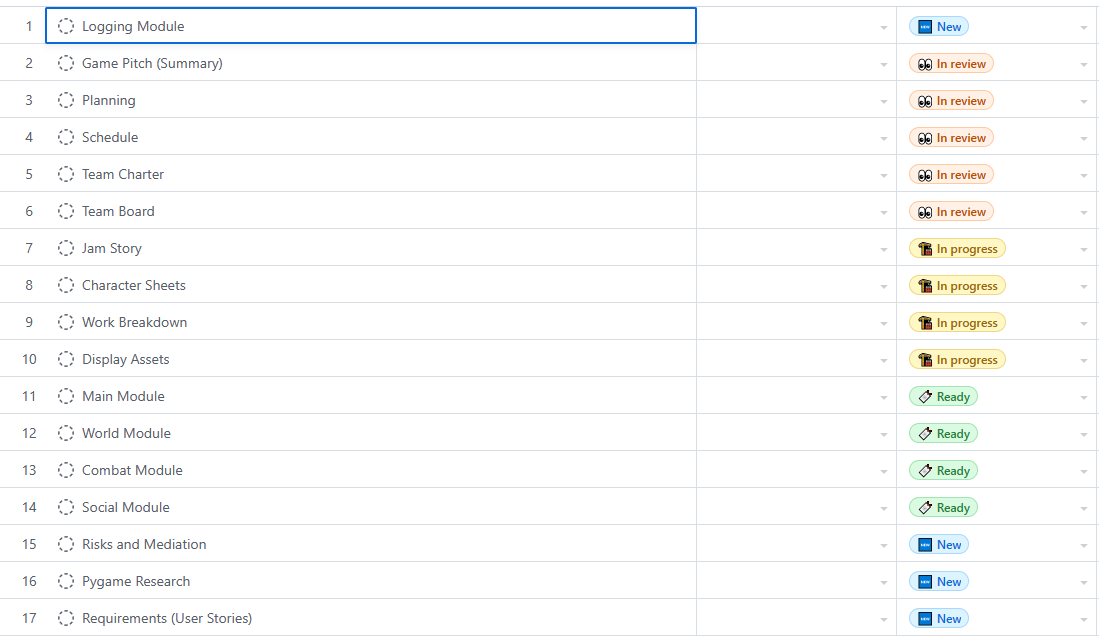 1 Logging Module New
2 Game Pitch (Summary) In review
3 Planning In review
4 Schedule In review
5 Team Charter In review
6 Team Board In review
7 Jam Story In progress
8 Character Sheets In progress
9 Work Breakdown In progress
10 Display Assets In progress
11 Main Module Ready
12 World Module Ready
13 Combat Module Ready
14 Social Module Ready
15 Risks and Mediation New
16 Pygame Research New
17 Requirements (User Stories) New